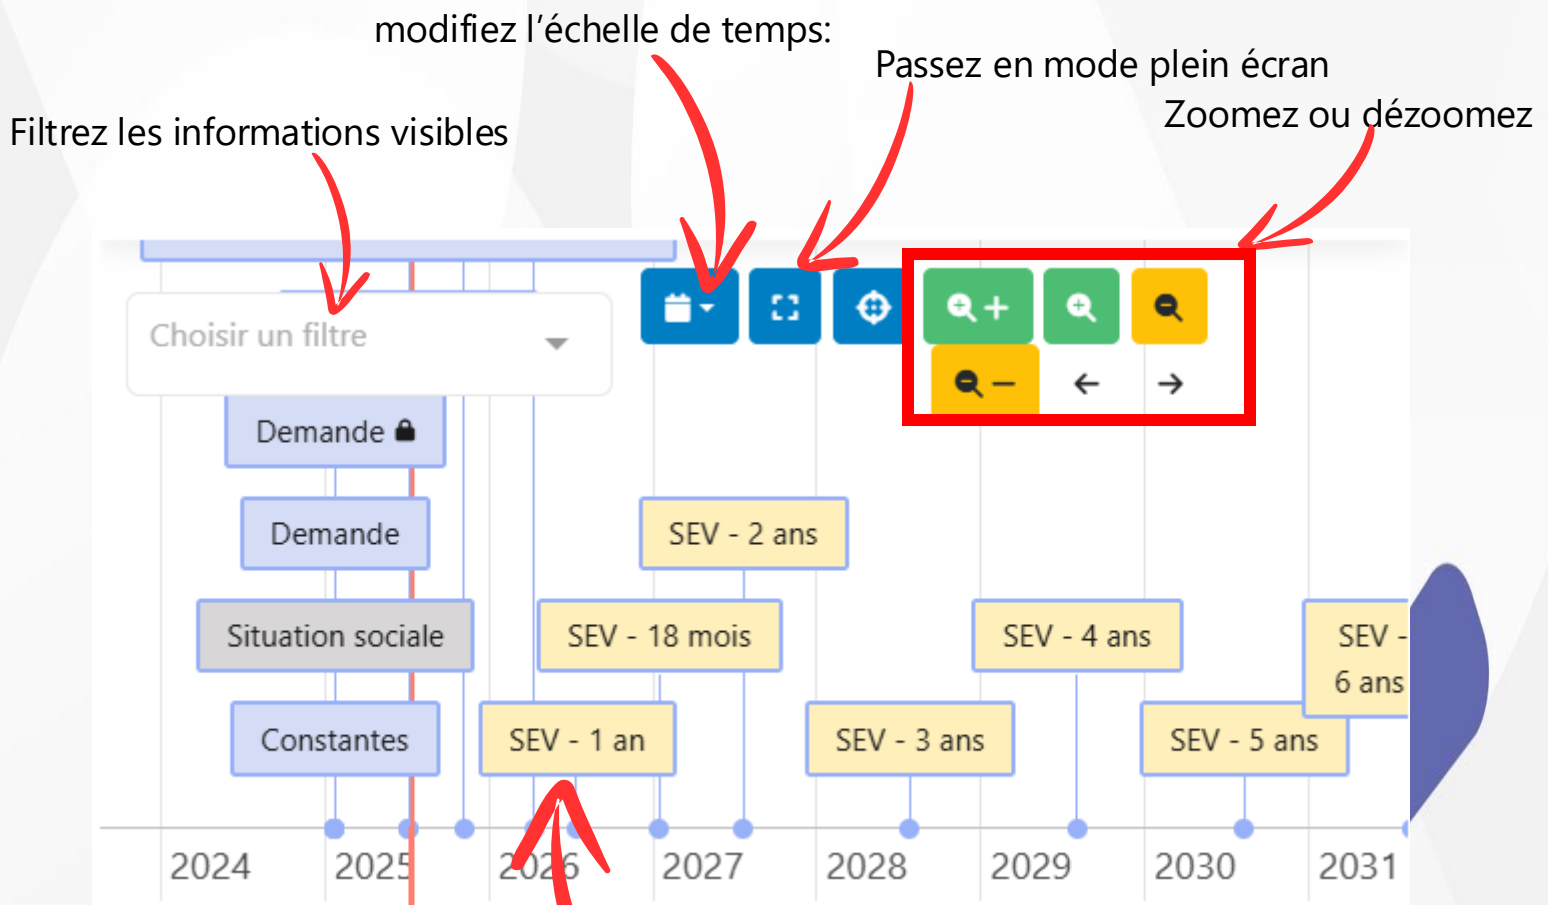 modifiez l'échelle de temps:
Passez en mode plein écran
Zoomez ou dézoomez
Filtrez les informations visibles
Choisir un filtre
Demande
Demande
SEV - 2 ans
Situation sociale
SEV - 18 mois
SEV - 4 ans
SEV -
6 ans
Constantes
SEV - 1 an
SEV - 3 ans
SEV - 5 ans
2024 2025 2026 2027 2028 2029 2030 2031